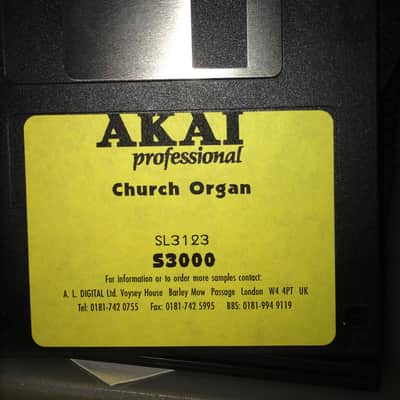 AKAI
professional
Church Organ
SL3123
S3000
For information or to order more samples contact:
A. L. DIGITAL Ltd. Voysey House Barley Mow Passage London W4 4PT UK
Tel: 0181-742 0755 Fax: 0181-742 5995 BBS: 0181-994 9119